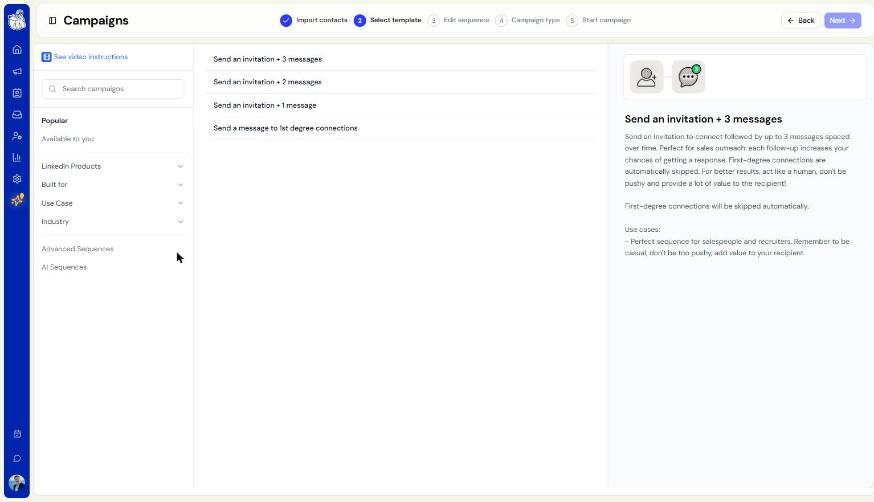 Campaigns
Import contacts
2 Select template
3 Edit sequence
4 Campaign type
5 Start campaign
Back
Next
See video instructions
Search campaigns
Popular
Available to you
LinkedIn Products
Built for
Use Case
Industry
Advanced Sequences
AI Sequences
Send an invitation + 3 messages
Send an invitation + 2 messages
Send an invitation + 1 message
Send a message to 1st degree connections
3
Send an invitation + 3 messages
Send an invitation to connect followed by up to 3 messages spaced
over time. Perfect for sales outreach: each follow-up increases your
chances of getting a response. First-degree connections are
automatically skipped. For better results, act like a human, don't be
pushy and provide a lot of value to the recipient!
First-degree connections will be skipped automatically.
Use cases:
- Perfect sequence for salespeople and recruiters. Remember to be
casual, don't be too pushy, add value to your recipient.